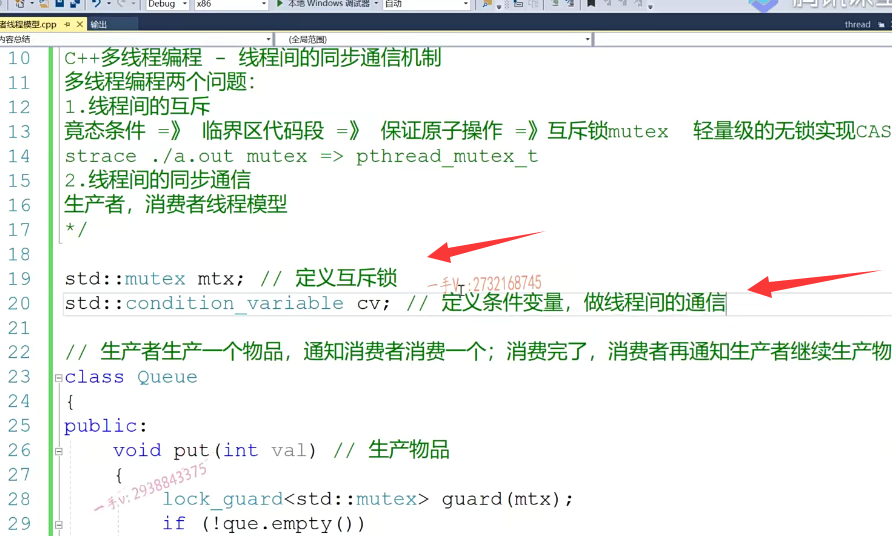 Debug x86 本地 Windows 调试器 自动
者线程模型.cpp 输出
thread
内容总结 (全局范围)
10 C++多线程编程 - 线程间的同步通信机制
11 多线程编程两个问题：
12 1.线程间的互斥
13 竟态条件 =》 临界区代码段 =》 保证原子操作 =》互斥锁mutex 轻量级的无锁实现CAS
14 strace ./a.out mutex => pthread_mutex_t
15 2.线程间的同步通信
16 生产者，消费者线程模型
17 */
18
19 std::mutex mtx; // 定义互斥锁
一手V:2732168745
20 std::condition_variable cv; // 定义条件变量，做线程间的通信
21
22 // 生产者生产一个物品，通知消费者消费一个；消费完了，消费者再通知生产者继续生产物
23 class Queue
24 {
25 public:
26 void put(int val) // 生产物品
27 {
一手v:2938843375
28 lock_guard<std::mutex> guard(mtx);
29 if (!que.empty())